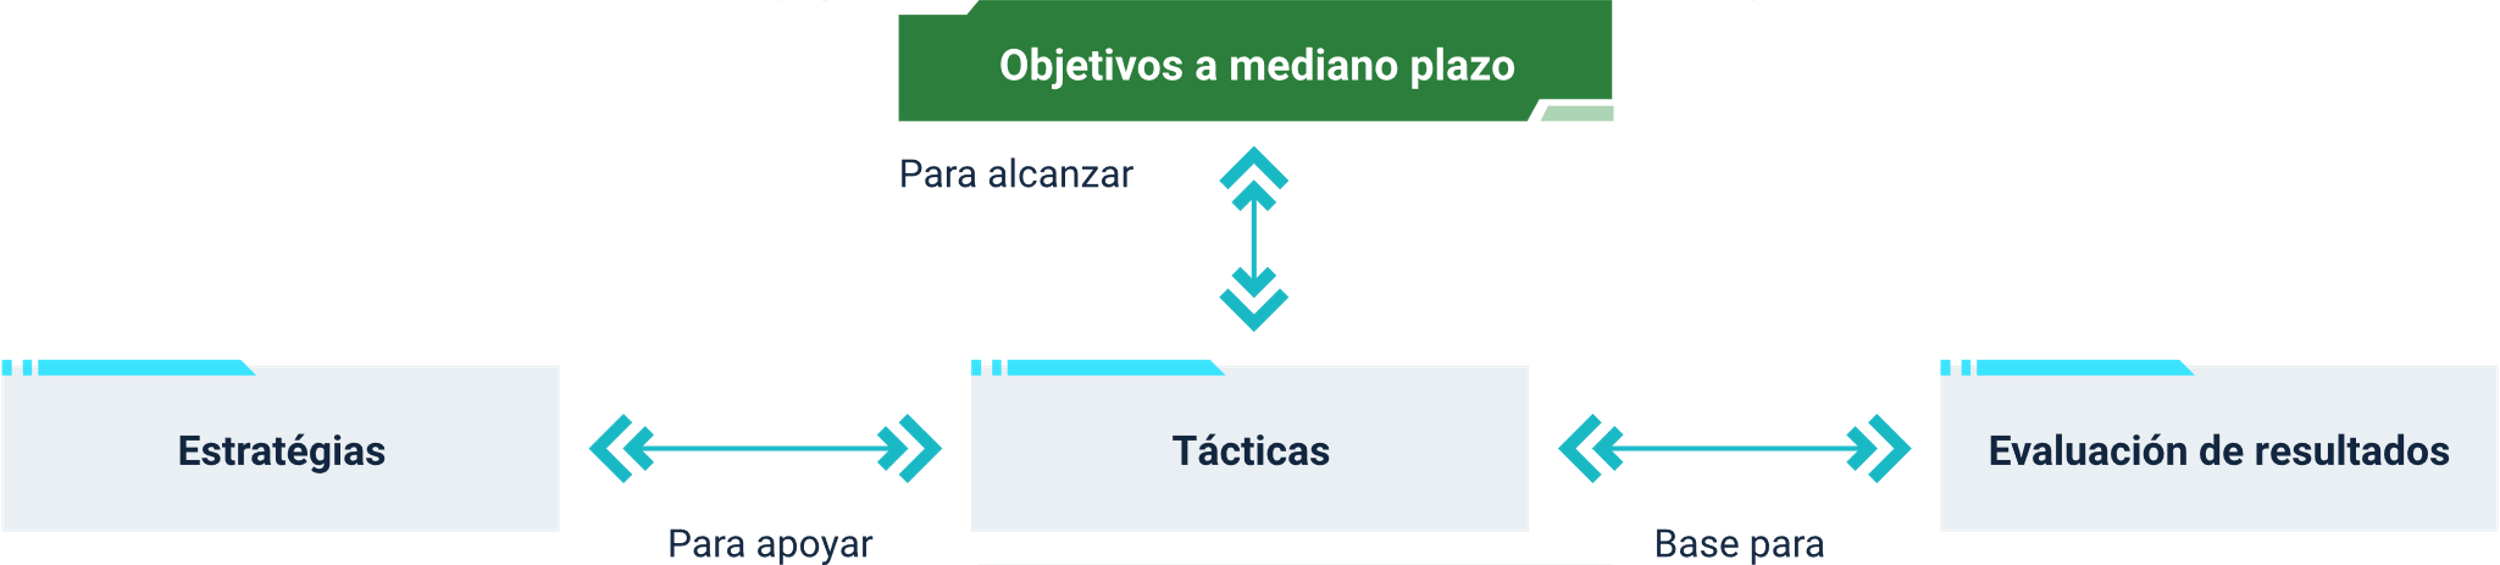 Objetivos a mediano plazo
Para alcanzar
Estratégias
Tácticas
Evaluación de resultados
Para apoyar
Base para